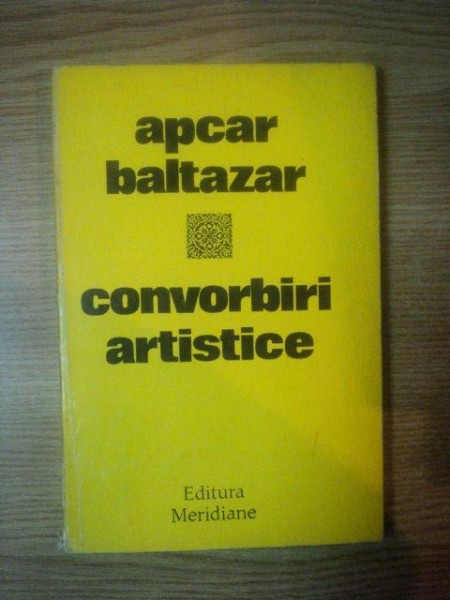 apcar
baltazar
convorbiri
artistice
Editura
Meridiane